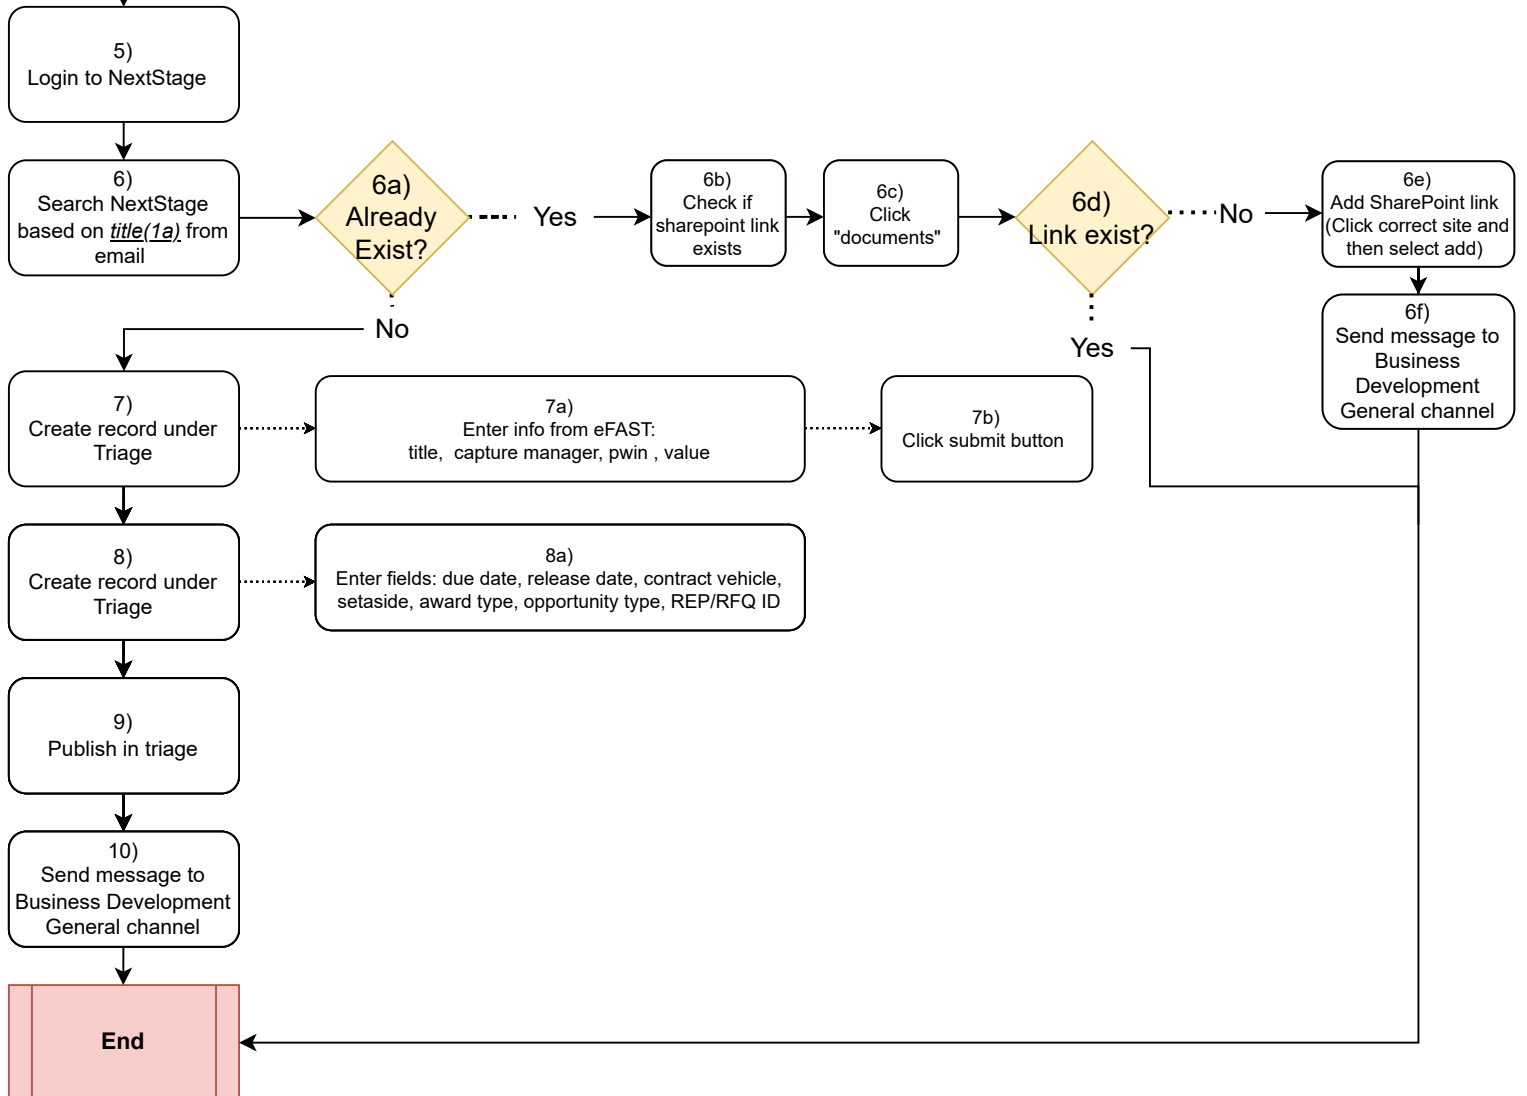 5)
Login to NextStage
6)
Search NextStage
based on title(1a) from
email
6a)
Already
Exist?
Yes
6b)
Check if
sharepoint link
exists
6c)
Click
"documents"
6d)
Link exist?
No
6e)
Add SharePoint link
(Click correct site and
then select add)
6f)
Send message to
Business
Development
General channel
No
Yes
7)
Create record under
Triage
7a)
Enter info from eFAST:
title,  capture manager, pwin , value
7b)
Click submit button
8)
Create record under
Triage
8a)
Enter fields: due date, release date, contract vehicle,
setaside, award type, opportunity type, REP/RFQ ID
9)
Publish in triage
10)
Send message to
Business Development
General channel
End